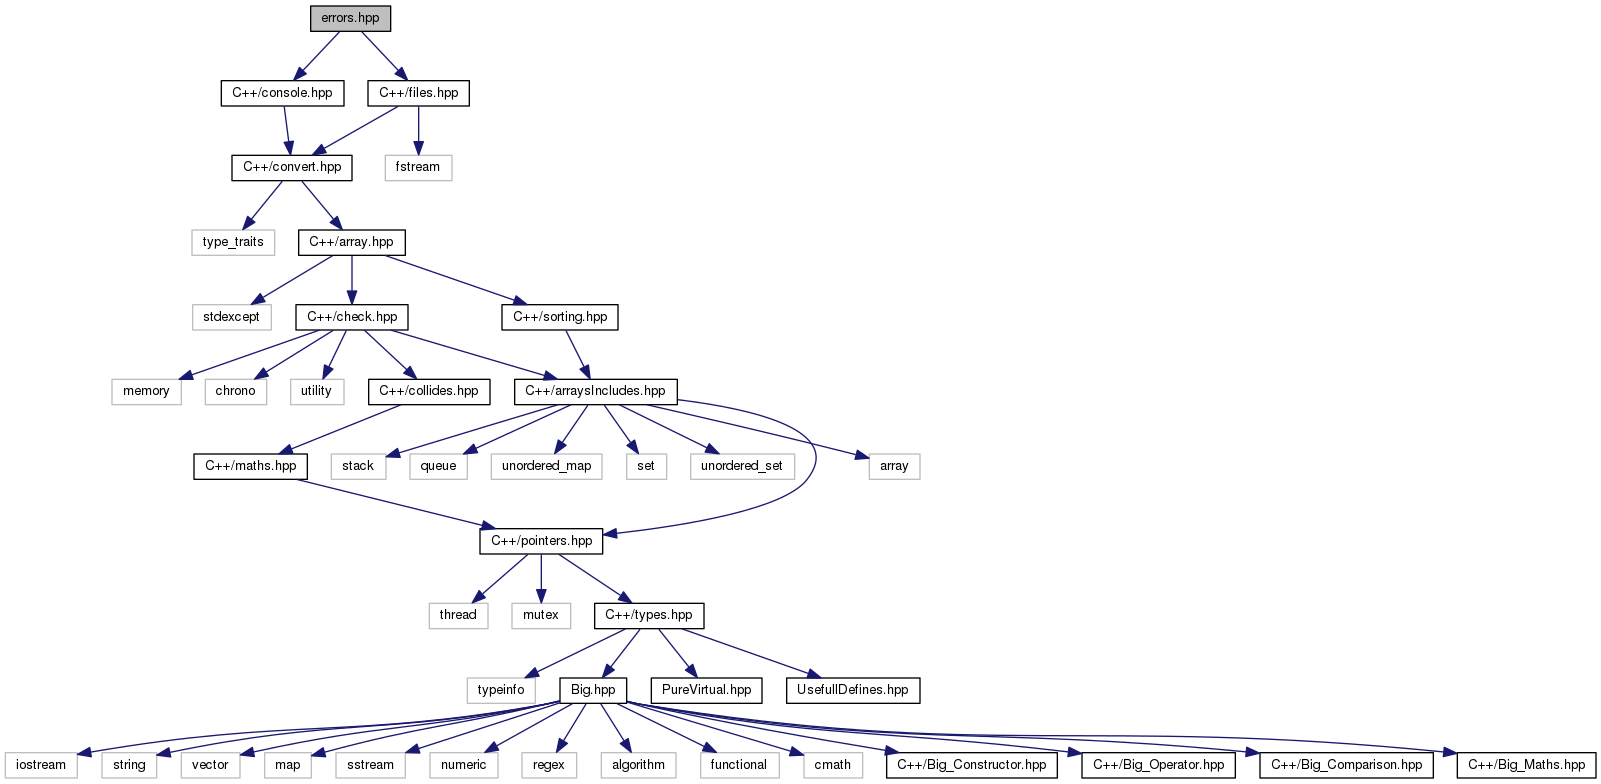 errors.hpp
C++/console.hpp
C++/files.hpp
C++/convert.hpp
fstream
type_traits
C++/array.hpp
stdexcept
C++/check.hpp
C++/sorting.hpp
memory
chrono
utility
C++/collides.hpp
C++/arraysIncludes.hpp
C++/maths.hpp
stack
queue
unordered_map
set
unordered_set
array
C++/pointers.hpp
thread
mutex
C++/types.hpp
typeinfo
Big.hpp
PureVirtual.hpp
UsefullDefines.hpp
iostream
string
vector
map
sstream
numeric
regex
algorithm
functional
cmath
C++/Big_Constructor.hpp
C++/Big_Operator.hpp
C++/Big_Comparison.hpp
C++/Big_Maths.hpp